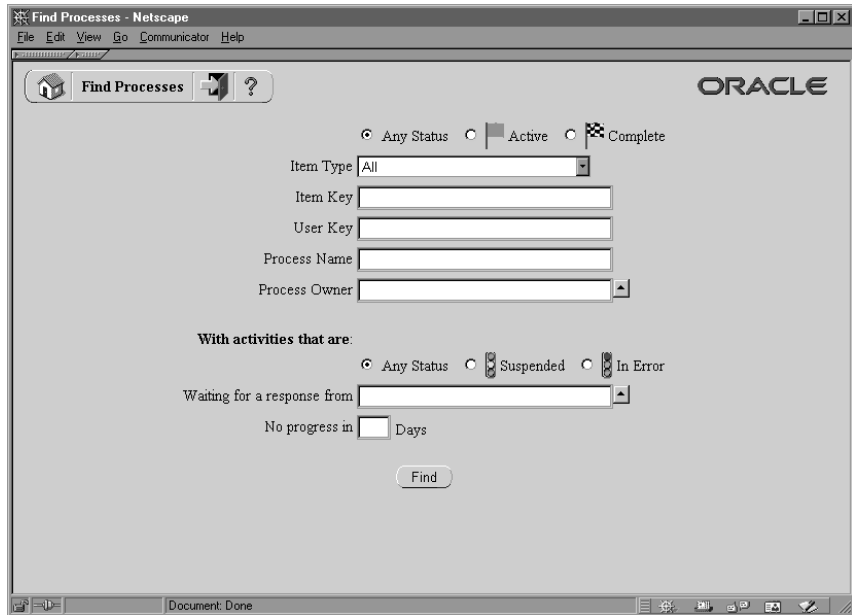 Find Processes - Netscape
File Edit View Go Communicator Help
Find Processes ?
ORACLE
Any Status Active Complete
Item Type All
Item Key
User Key
Process Name
Process Owner
With activities that are:
Any Status Suspended In Error
Waiting for a response from
No progress in Days
Find
Document: Done